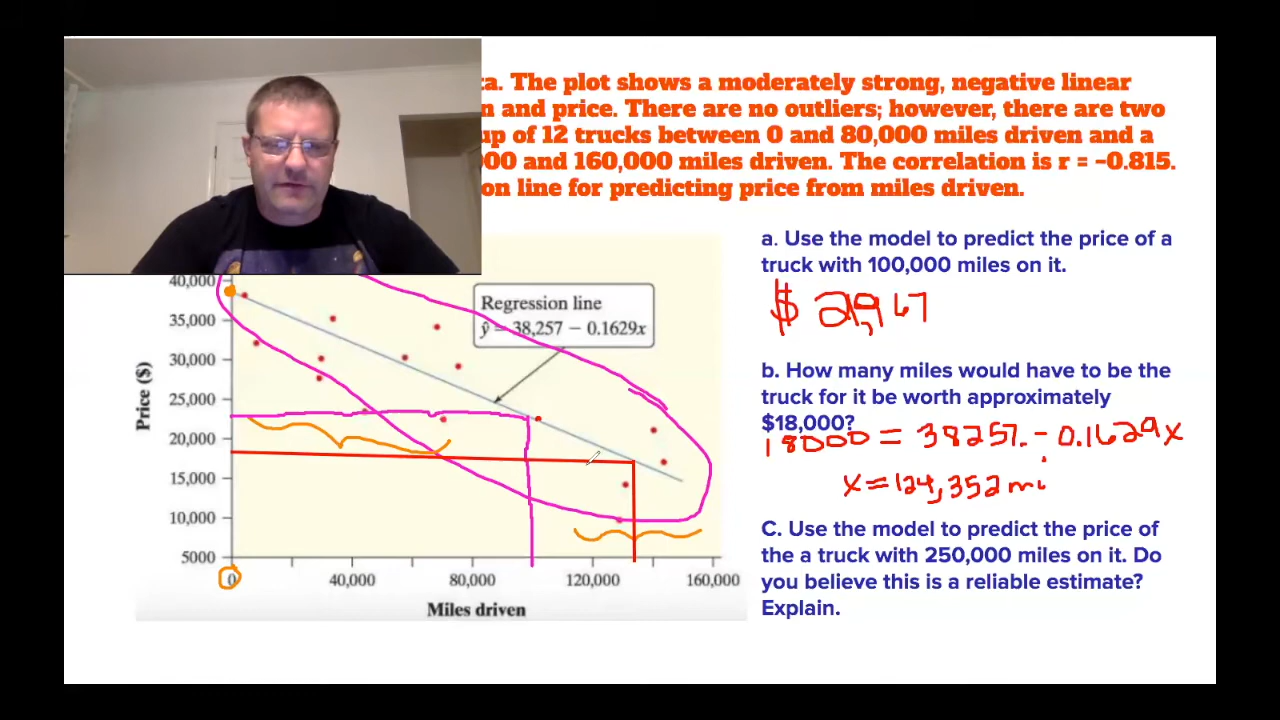 ta. The plot shows a moderately strong, negative linear
n and price. There are no outliers; however, there are two
up of 12 trucks between 0 and 80,000 miles driven and a
00 and 160,000 miles driven. The correlation is r = –0.815.
on line for predicting price from miles driven.
a. Use the model to predict the price of a
truck with 100,000 miles on it.
$
b. How many miles would have to be the
truck for it be worth approximately
$18,000?
18000 = 38257. - 0.1629x
x = 124,352 mi
C. Use the model to predict the price of
the a truck with 250,000 miles on it. Do
you believe this is a reliable estimate?
Explain.
Regression line
ŷ = 38,257 – 0.1629x
Price ($)
40,000
35,000
30,000
25,000
20,000
15,000
10,000
5000
0 40,000 80,000 120,000 160,000
Miles driven